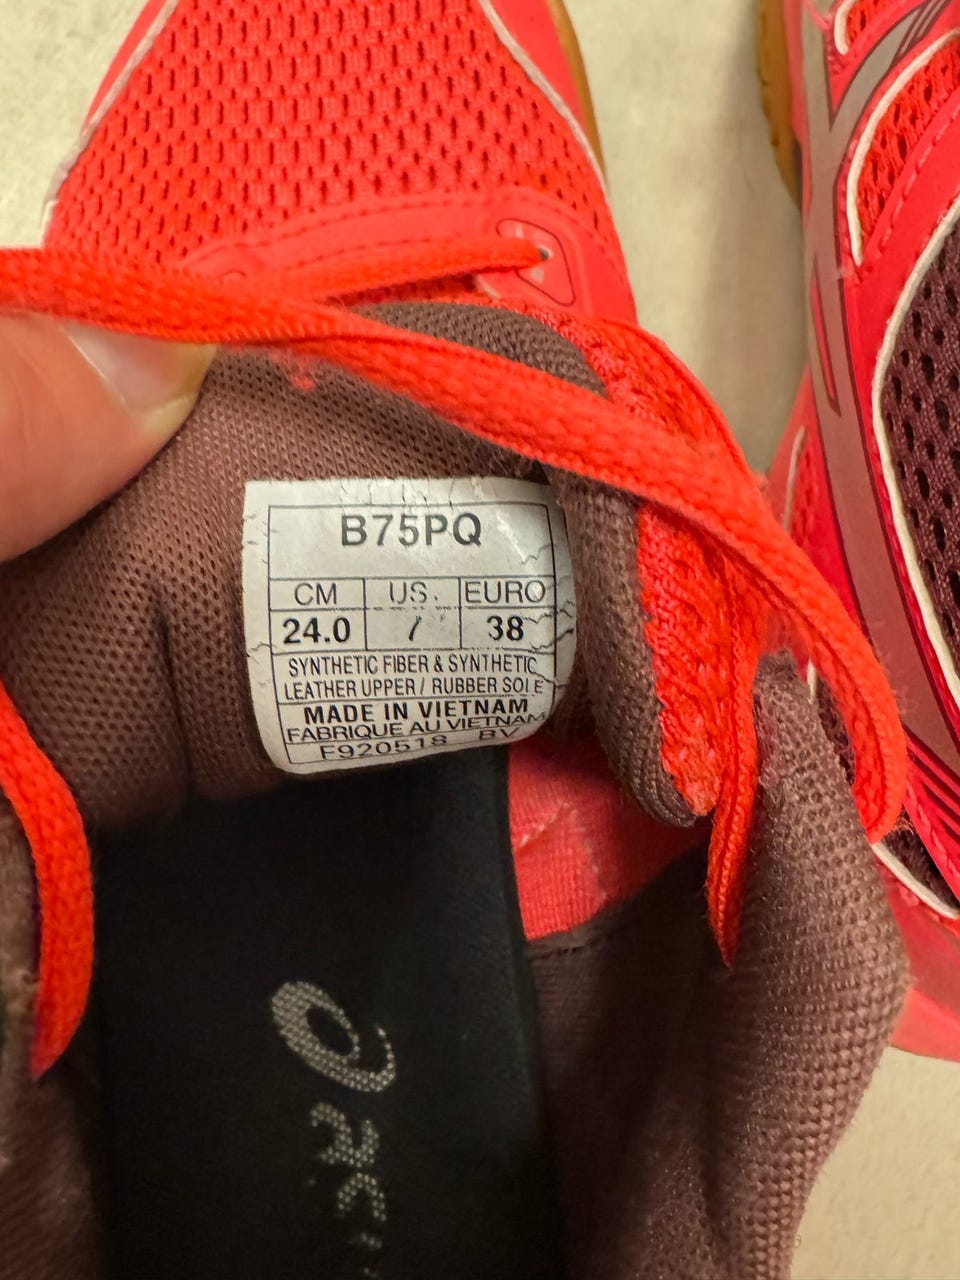 B75PQ
CM US. EURO
24.0 7 38
SYNTHETIC FIBER & SYNTHETIC
LEATHER UPPER / RUBBER SOLE
MADE IN VIETNAM
FABRIQUE AU VIETNAM
F920518 BV